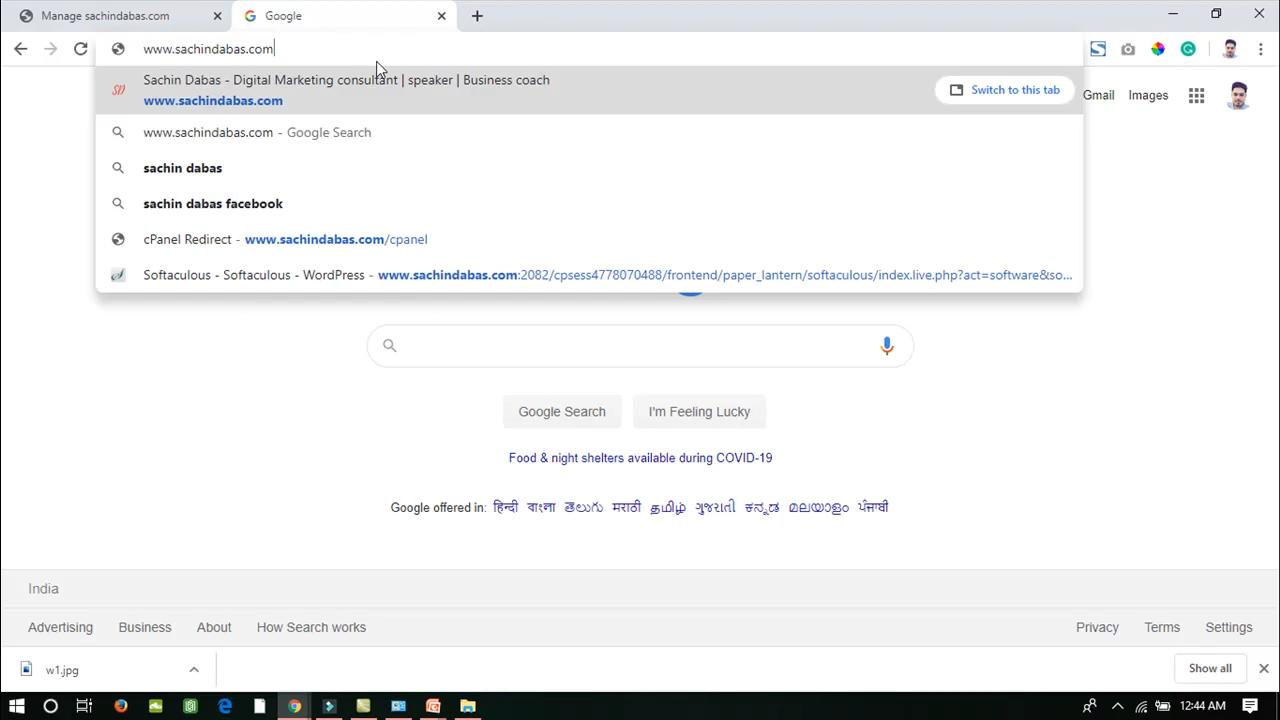 Manage sachindabas.com
Google
www.sachindabas.com
Sachin Dabas - Digital Marketing consultant | speaker | Business coach
www.sachindabas.com
Switch to this tab
Gmail Images
www.sachindabas.com - Google Search
sachin dabas
sachin dabas facebook
cPanel Redirect - www.sachindabas.com/cpanel
Softaculous - Softaculous - WordPress - www.sachindabas.com:2082/cpsess4778070488/frontend/paper_lantern/softaculous/index.live.php?act=software&so...
Google Search I'm Feeling Lucky
Food & night shelters available during COVID-19
Google offered in: हिन्दी বাংলা తెలుగు मराठी தமிழ் ગુજરાતી ಕನ್ನಡ മലയാളം ਪੰਜਾਬੀ
India
Advertising Business About How Search works
Privacy Terms Settings
w1.jpg
Show all
12:44 AM